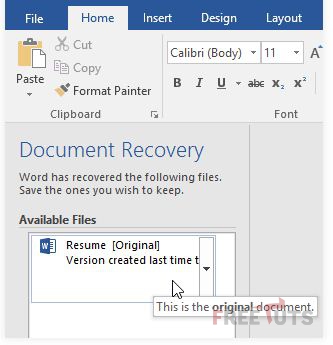 File
Home
Insert
Design
Layout
Paste
Cut
Copy
Format Painter
Clipboard
Calibri (Body)
11
A
B I U abc x₂ x²
Font
Document Recovery
Word has recovered the following files.
Save the ones you wish to keep.
Available Files
Resume [Original]
Version created last time t
This is the original document.
FREETUTS